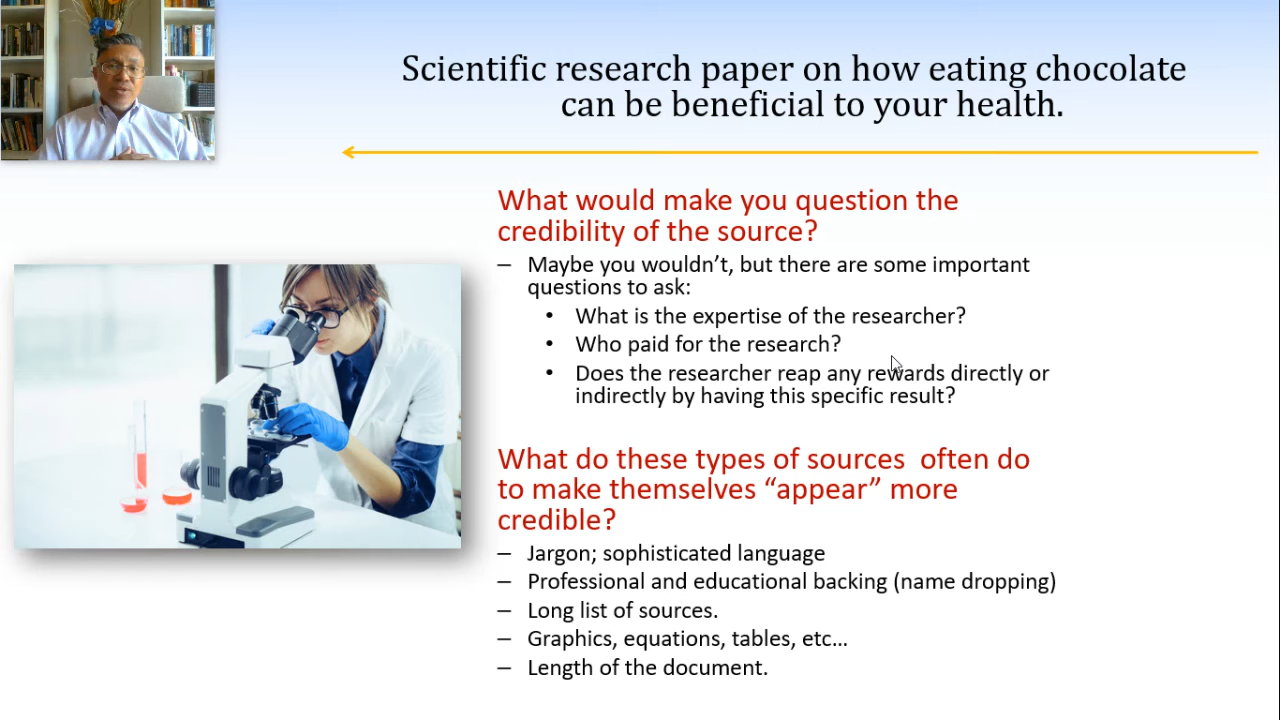 Scientific research paper on how eating chocolate
can be beneficial to your health.
What would make you question the
credibility of the source?
– Maybe you wouldn't, but there are some important
questions to ask:
• What is the expertise of the researcher?
• Who paid for the research?
• Does the researcher reap any rewards directly or
indirectly by having this specific result?
What do these types of sources  often do
to make themselves “appear” more
credible?
– Jargon; sophisticated language
– Professional and educational backing (name dropping)
– Long list of sources.
– Graphics, equations, tables, etc…
– Length of the document.